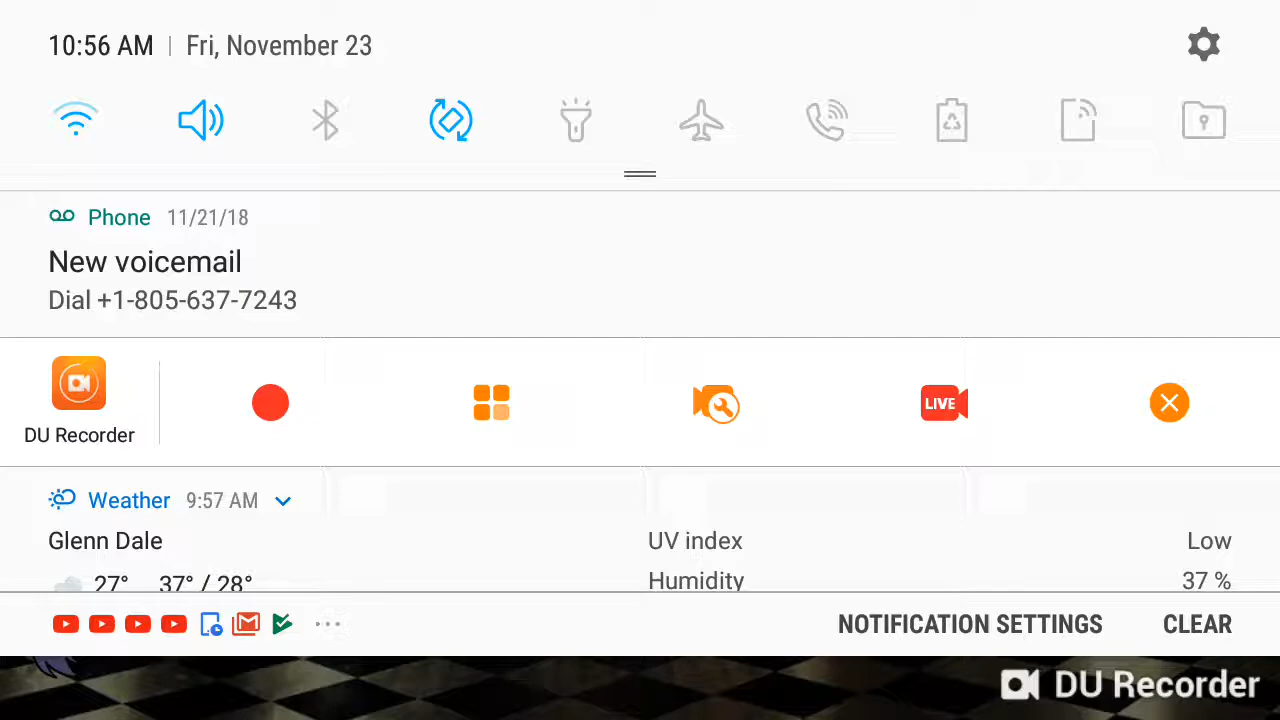 10:56 AM | Fri, November 23
Phone 11/21/18
New voicemail
Dial +1-805-637-7243
DU Recorder
LIVE
Weather 9:57 AM
Glenn Dale UV index Low
27° 37° / 28° Humidity 37 %
NOTIFICATION SETTINGS CLEAR
DU Recorder